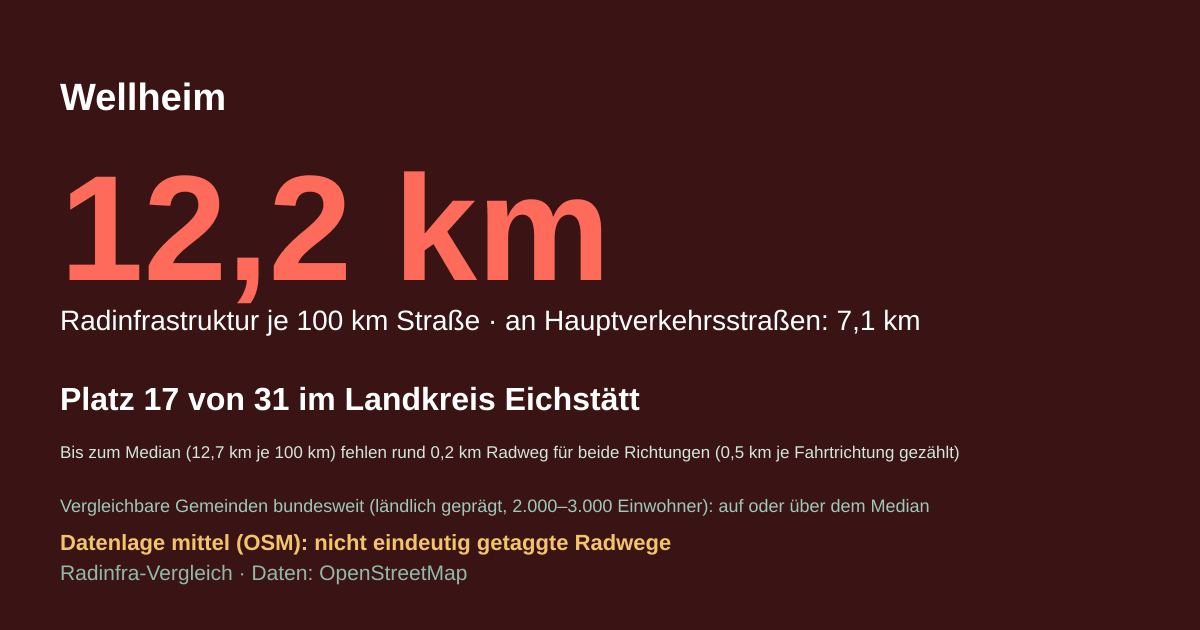 Wellheim
12,2 km
Radinfrastruktur je 100 km Straße · an Hauptverkehrsstraßen: 7,1 km
Platz 17 von 31 im Landkreis Eichstätt
Bis zum Median (12,7 km je 100 km) fehlen rund 0,2 km Radweg für beide Richtungen (0,5 km je Fahrtrichtung gezählt)
Vergleichbare Gemeinden bundesweit (ländlich geprägt, 2.000–3.000 Einwohner): auf oder über dem Median
Datenlage mittel (OSM): nicht eindeutig getaggte Radwege
Radinfra-Vergleich · Daten: OpenStreetMap